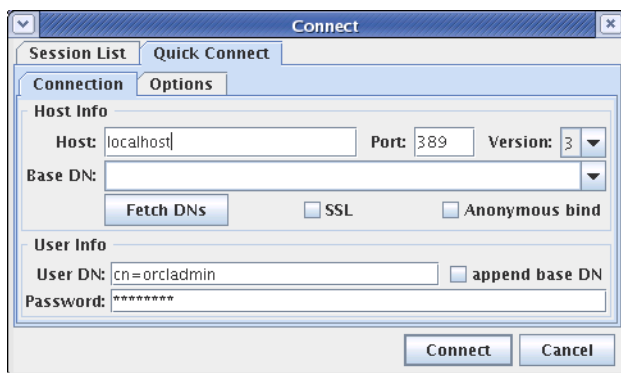 Connect
Session List Quick Connect
Connection Options
Host Info
Host: localhost Port: 389 Version: 3
Base DN:
Fetch DNs SSL Anonymous bind
User Info
User DN: cn=orcladmin append base DN
Password: ********
Connect Cancel